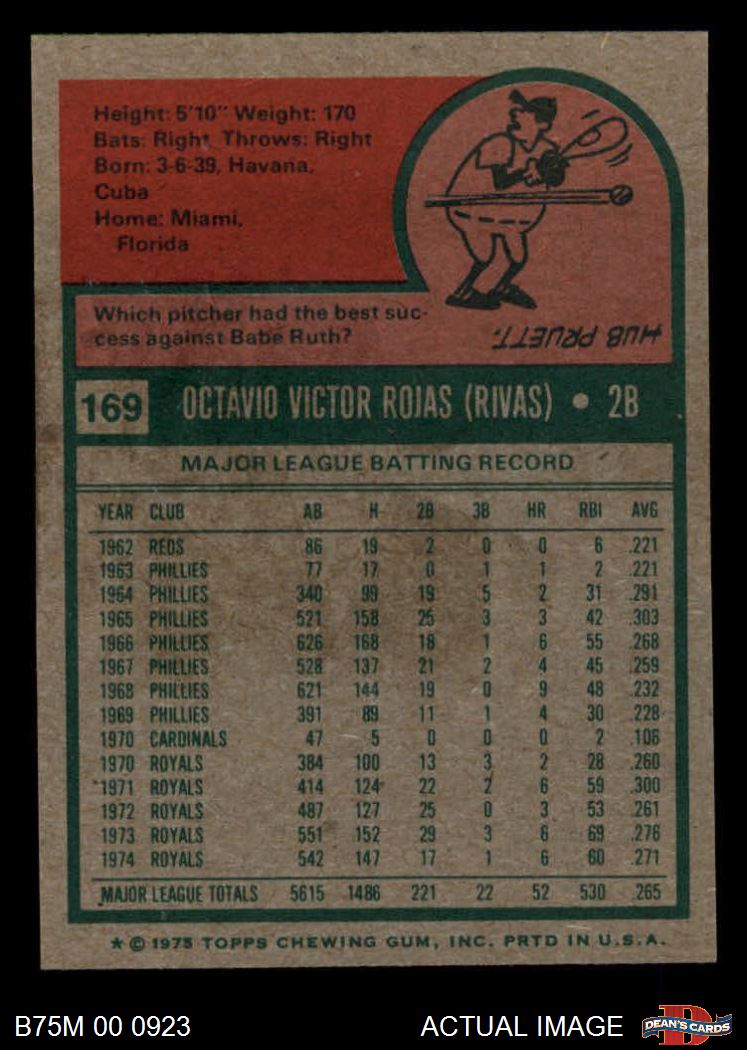 Height: 5'10" Weight: 170
Bats: Right Throws: Right
Born: 3-6-39, Havana,
Cuba
Home: Miami,
Florida
Which pitcher had the best suc-
cess against Babe Ruth?
HUB PRUETT.
169 OCTAVIO VICTOR ROJAS (RIVAS) • 2B
MAJOR LEAGUE BATTING RECORD
YEAR CLUB AB H 2B 3B HR RBI AVG
1962 REDS 86 19 2 0 0 6 .221
1963 PHILLIES 77 17 0 1 1 2 .221
1964 PHILLIES 340 99 19 5 2 31 .291
1965 PHILLIES 521 158 25 3 3 42 .303
1966 PHILLIES 626 168 18 1 6 55 .268
1967 PHILLIES 528 137 21 2 4 45 .259
1968 PHILLIES 621 144 19 0 9 48 .232
1969 PHILLIES 391 89 11 1 4 30 .228
1970 CARDINALS 47 5 0 0 0 2 .106
1970 ROYALS 384 100 13 3 2 28 .260
1971 ROYALS 414 124 22 2 6 59 .300
1972 ROYALS 487 127 25 0 3 53 .261
1973 ROYALS 551 152 29 3 6 69 .276
1974 ROYALS 542 147 17 1 6 60 .271
MAJOR LEAGUE TOTALS 5615 1486 221 22 52 530 .265
★ © 1975 TOPPS CHEWING GUM, INC. PRTD IN U.S.A.
B75M 00 0923 ACTUAL IMAGE D DEAN'S CARDS